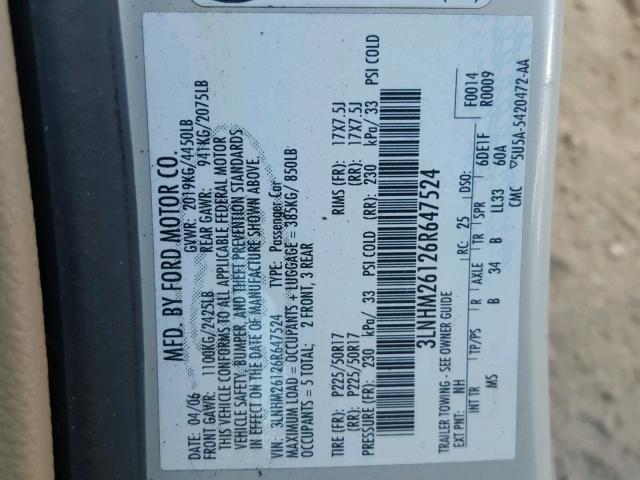 MFD. BY FORD MOTOR CO.
DATE: 04/06 GVWR: 2019KG/4450LB
FRONT GAWR: 1100KG/2425LB REAR GAWR: 941KG/2075LB
THIS VEHICLE CONFORMS TO ALL APPLICABLE FEDERAL MOTOR
VEHICLE SAFETY, BUMPER, AND THEFT PREVENTION STANDARDS
IN EFFECT ON THE DATE OF MANUFACTURE SHOWN ABOVE.
VIN: 3LNHM26126R647524 TYPE: Passenger Car
MAXIMUM LOAD = OCCUPANTS + LUGGAGE = 385KG/ 850LB
OCCUPANTS = 5 TOTAL; 2 FRONT, 3 REAR
TIRE (FR): P225/50R17 RIMS (FR): 17X7.5J
(RR): P225/50R17 (RR): 17X7.5J
PRESSURE (FR): 230 kPa/ 33 PSI COLD (RR): 230 kPa/ 33 PSI COLD
3LNHM26126R647524
F0014
R0009
TRAILER TOWING - SEE OWNER GUIDE
EXT.PNT: NH RC: 25 DSO:
INT TR TP/PS R AXLE TR SPR 6DE1F
MS B 34 B LL33 60A
CMC ▽5U5A-5420472-AA